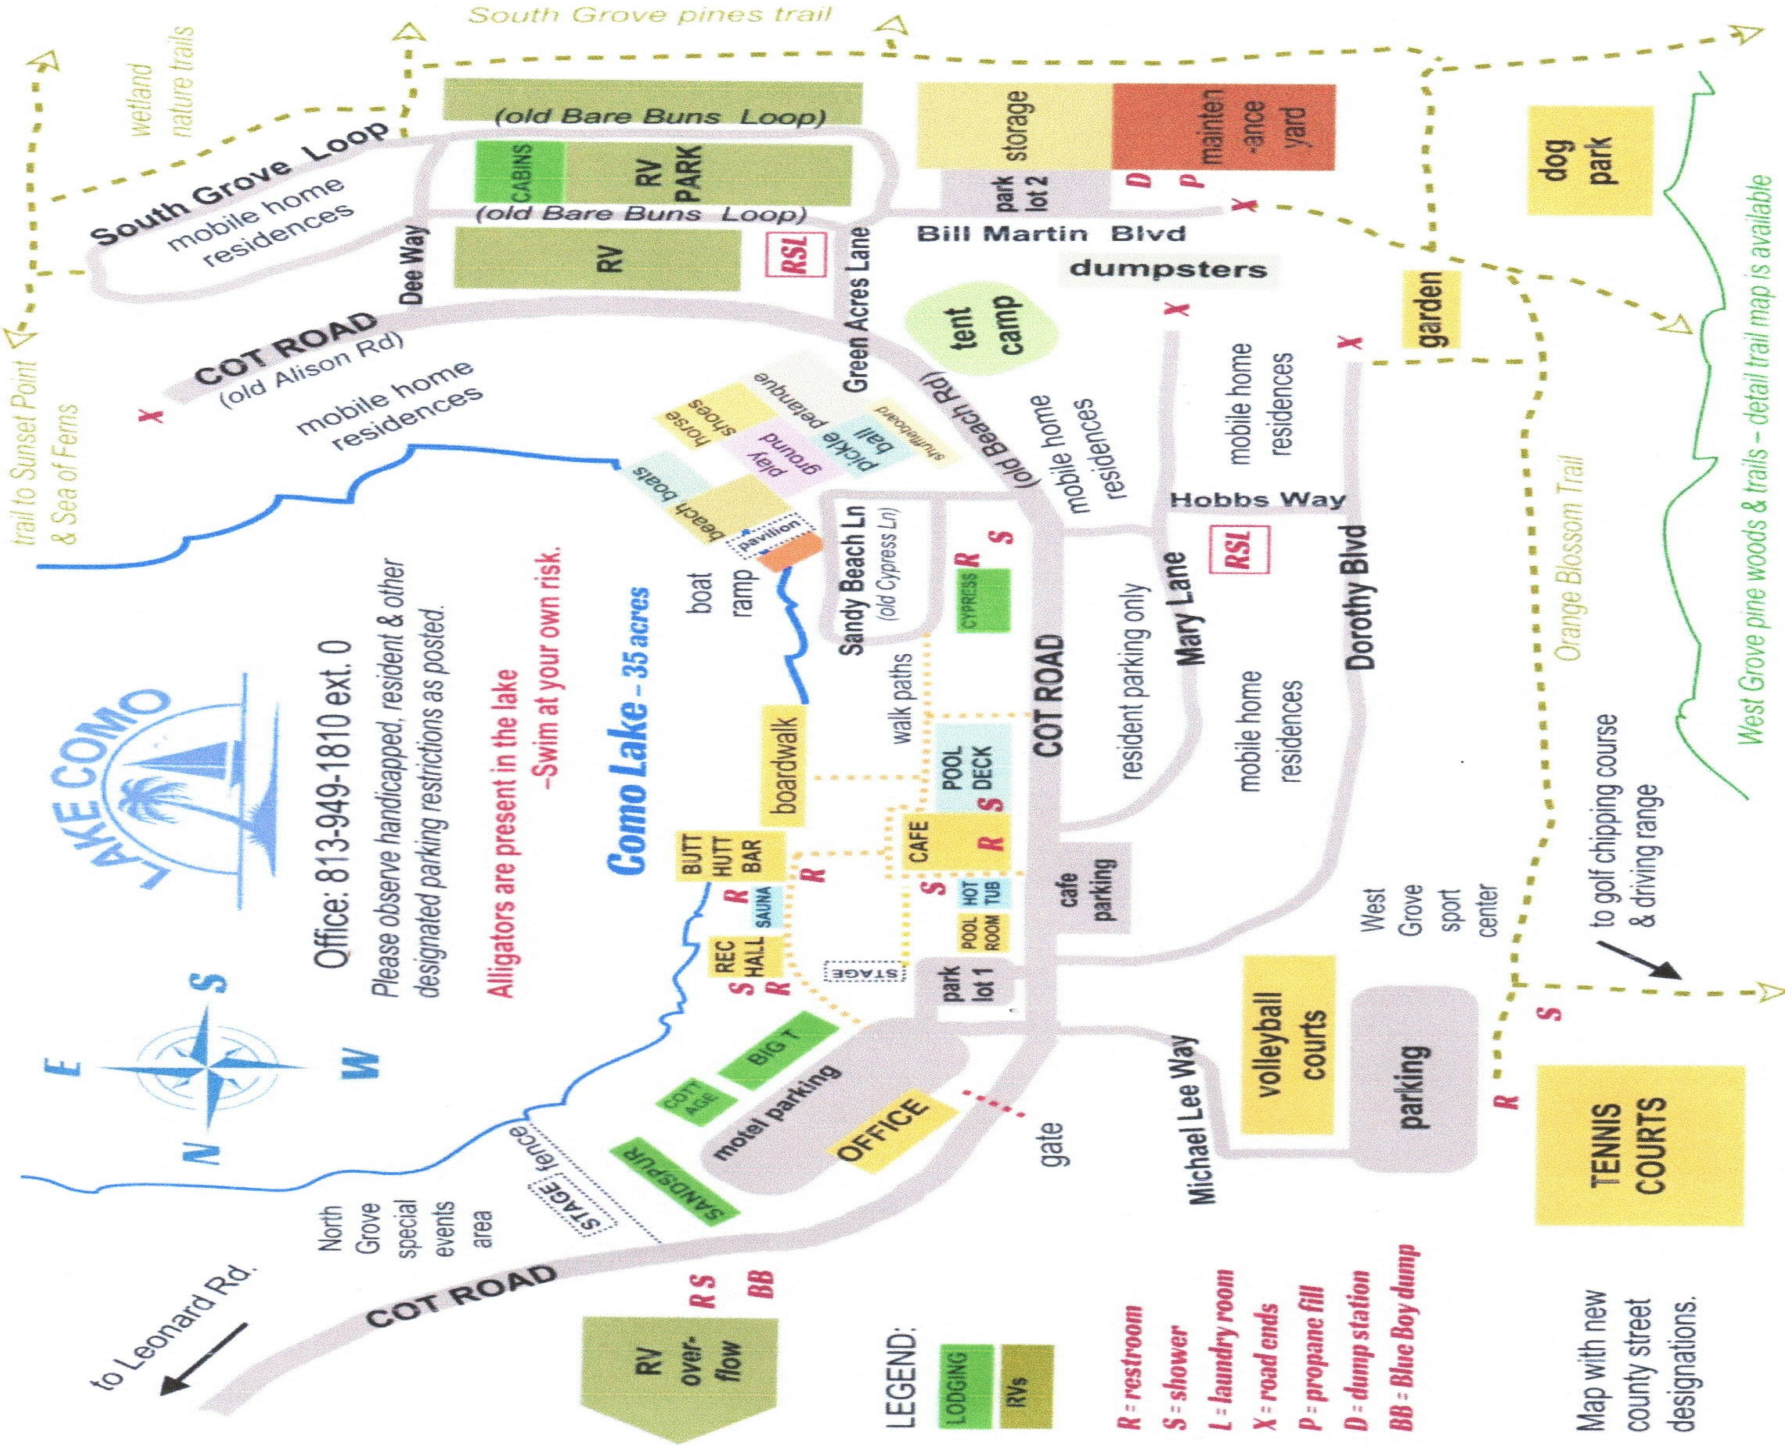 LAKE COMO
Office: 813-949-1810 ext. 0
Please observe handicapped, resident & other
designated parking restrictions as posted.
Alligators are present in the lake
–Swim at your own risk.
Como Lake – 35 acres
N
E
S
W
to Leonard Rd.
COT ROAD
North
Grove
special
events
area
STAGE
fence
RV
over-
flow
R S
BB
SANDSPUR
COTT
AGE
BIG T
motel parking
OFFICE
gate
REC
HALL
S
R
R
SAUNA
BUTT
HUTT
BAR
R
boardwalk
STAGE
park
lot 1
POOL
ROOM
HOT
TUB
S
CAFE
R
S
POOL
DECK
walk paths
cafe
parking
COT ROAD
boat
ramp
pavilion
beach
boats
horse
shoes
play
ground
petanque
pickle
ball
shuffleboard
Sandy Beach Ln
(old Cypress Ln)
CYPRESS
R
S
(old Beach Rd)
trail to Sunset Point
& Sea of Ferns
wetland
nature trails
South Grove pines trail
South Grove Loop
mobile home
residences
X
COT ROAD
(old Alison Rd)
mobile home
residences
Dee Way
(old Bare Buns Loop)
CABINS
RV
PARK
(old Bare Buns Loop)
RV
RSL
Green Acres Lane
storage
mainten
-ance
yard
park
lot 2
D
P
X
Bill Martin Blvd
dumpsters
tent
camp
mobile home
residences
X
mobile home
residences
X
Hobbs Way
RSL
resident parking only
Mary Lane
mobile home
residences
Dorothy Blvd
garden
dog
park
Orange Blossom Trail
West Grove pine woods & trails – detail trail map is available
to golf chipping course
& driving range
West
Grove
sport
center
Michael Lee Way
volleyball
courts
parking
R
S
TENNIS
COURTS
LEGEND:
LODGING
RVs
R = restroom
S = shower
L = laundry room
X = road ends
P = propane fill
D = dump station
BB = Blue Boy dump
Map with new
county street
designations.